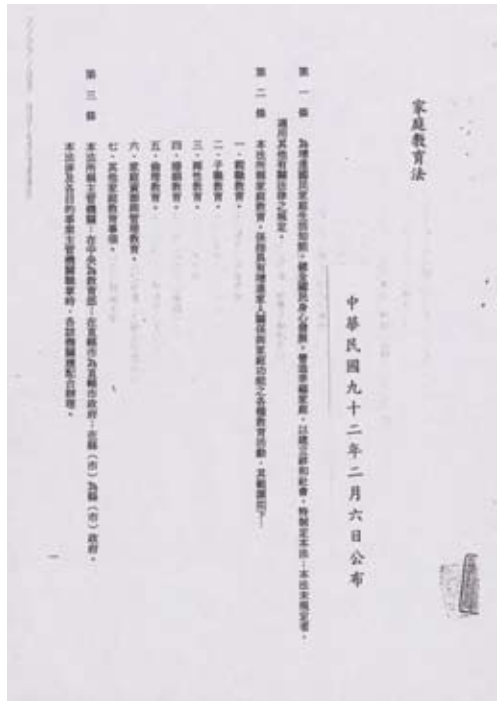 家庭教育法
中華民國九十二年二月六日公布
第一條　為增進國民家庭生活知能，健全國民身心發展，營造幸福家庭，以建立祥和社會，特制定本法；本法未規定者，
適用其他有關法律之規定。
第二條　本法所稱家庭教育，係指具有增進家人關係與家庭功能之各種教育活動，其範圍如下：
一、親職教育。
二、子職教育。
三、兩性教育。
四、婚姻教育。
五、倫理教育。
六、家庭資源與管理教育。
七、其他家庭教育事項。
第三條　本法所稱主管機關：在中央為教育部；在直轄市為直轄市政府；在縣（市）為縣（市）政府。
本法涉及各目的事業主管機關職掌時，各該機關應配合辦理。
一